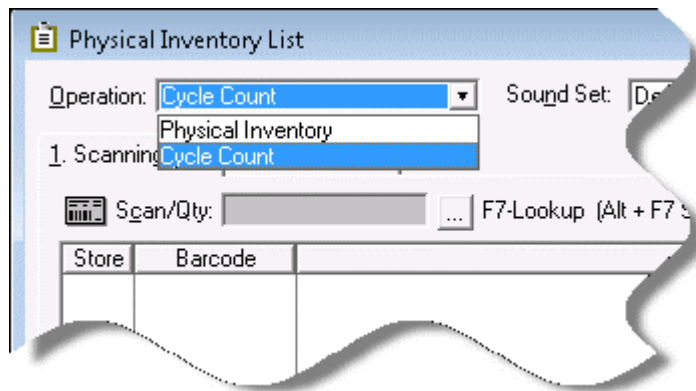 Physical Inventory List
Operation: Cycle Count Sound Set:
Physical Inventory
Cycle Count
1. Scanning
Scan/Qty: ... F7-Lookup (Alt + F7
Store Barcode